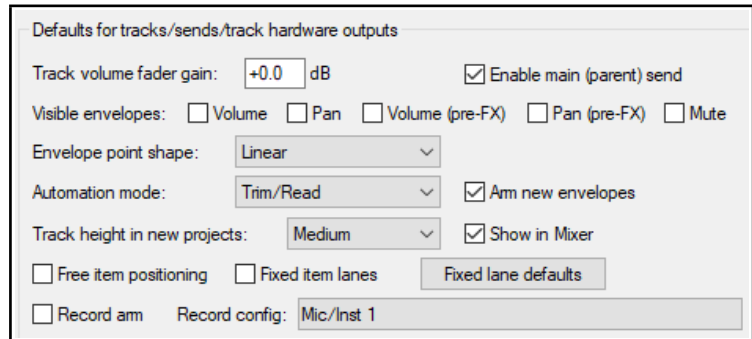 Defaults for tracks/sends/track hardware outputs
Track volume fader gain: +0.0 dB Enable main (parent) send
Visible envelopes: Volume Pan Volume (pre-FX) Pan (pre-FX) Mute
Envelope point shape: Linear
Automation mode: Trim/Read Arm new envelopes
Track height in new projects: Medium Show in Mixer
Free item positioning Fixed item lanes Fixed lane defaults
Record arm Record config: Mic/Inst 1